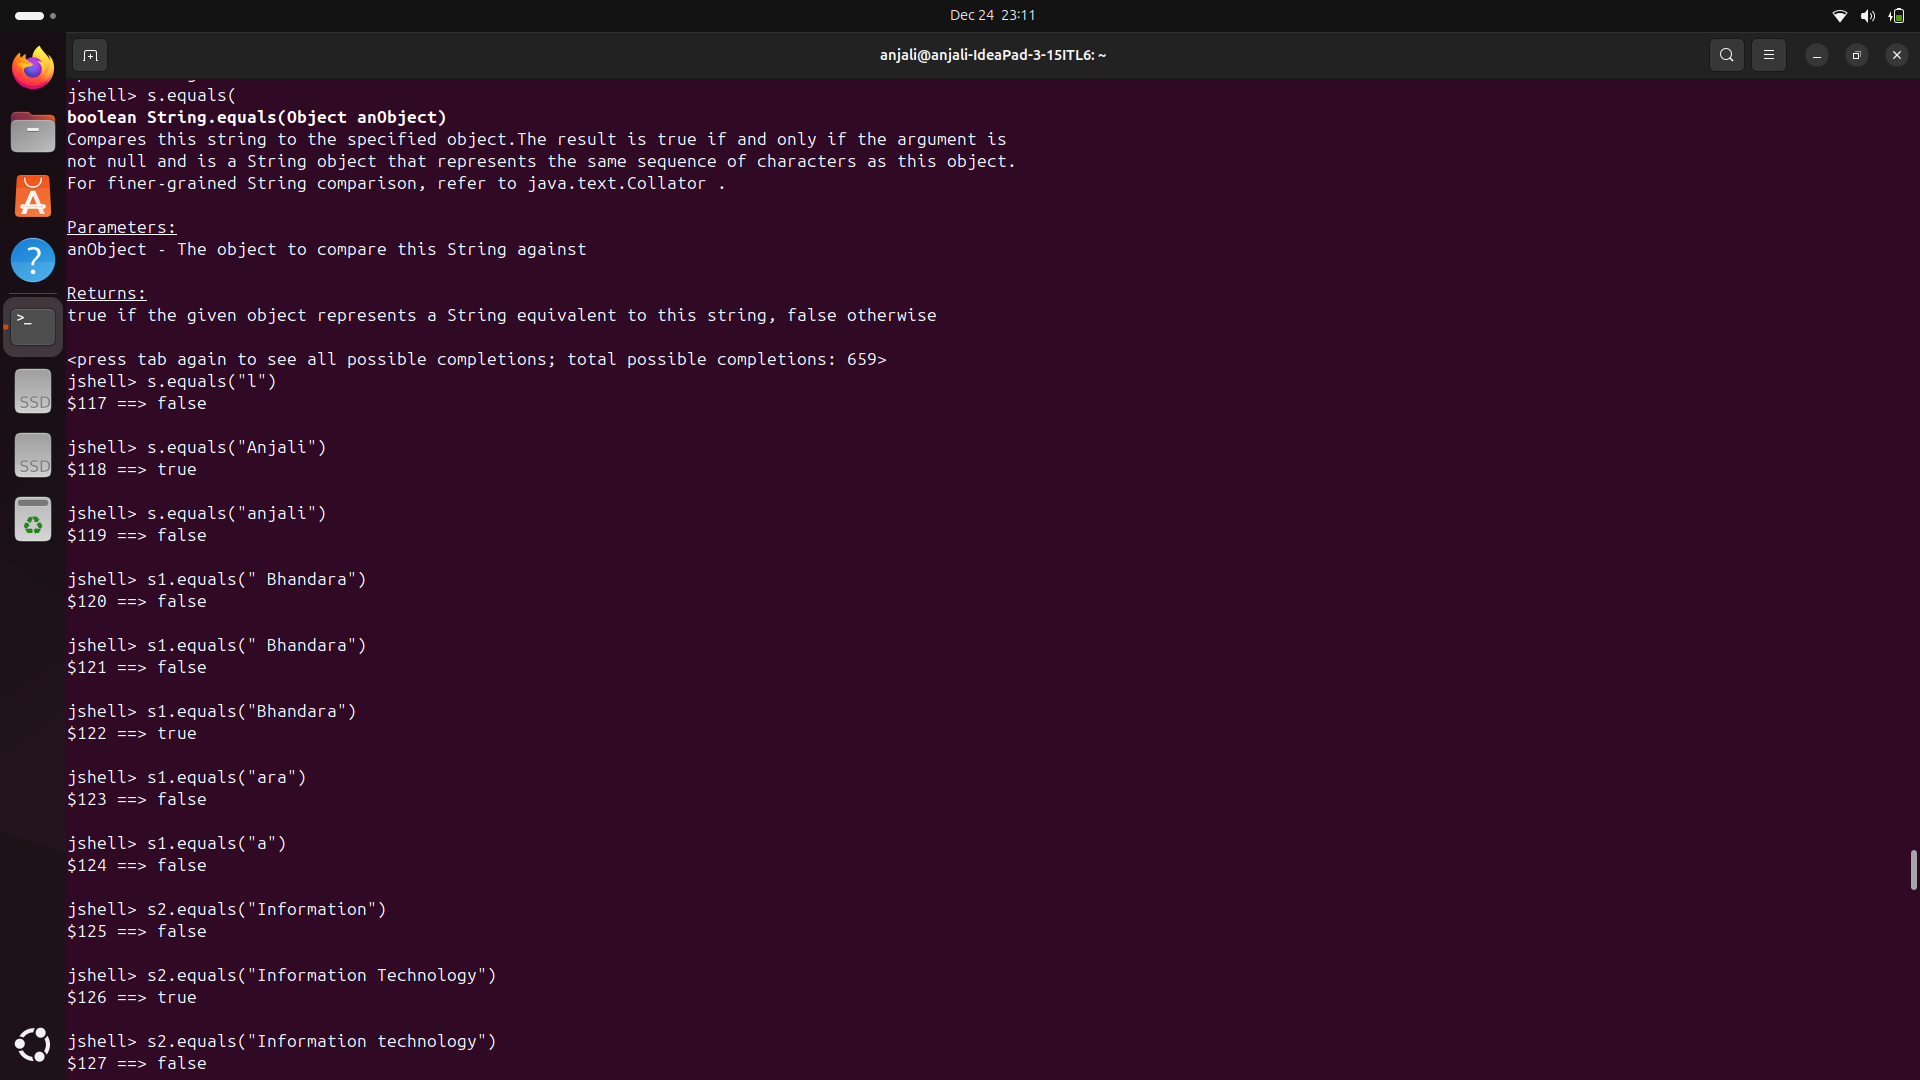 Dec 24 23:11
anjali@anjali-IdeaPad-3-15ITL6: ~
jshell> s.equals(
boolean String.equals(Object anObject)
Compares this string to the specified object.The result is true if and only if the argument is
not null and is a String object that represents the same sequence of characters as this object.
For finer-grained String comparison, refer to java.text.Collator .
Parameters:
anObject - The object to compare this String against
Returns:
true if the given object represents a String equivalent to this string, false otherwise
<press tab again to see all possible completions; total possible completions: 659>
jshell> s.equals("l")
$117 ==> false
jshell> s.equals("Anjali")
$118 ==> true
jshell> s.equals("anjali")
$119 ==> false
jshell> s1.equals(" Bhandara")
$120 ==> false
jshell> s1.equals(" Bhandara")
$121 ==> false
jshell> s1.equals("Bhandara")
$122 ==> true
jshell> s1.equals("ara")
$123 ==> false
jshell> s1.equals("a")
$124 ==> false
jshell> s2.equals("Information")
$125 ==> false
jshell> s2.equals("Information Technology")
$126 ==> true
jshell> s2.equals("Information technology")
$127 ==> false
>_
SSD
SSD